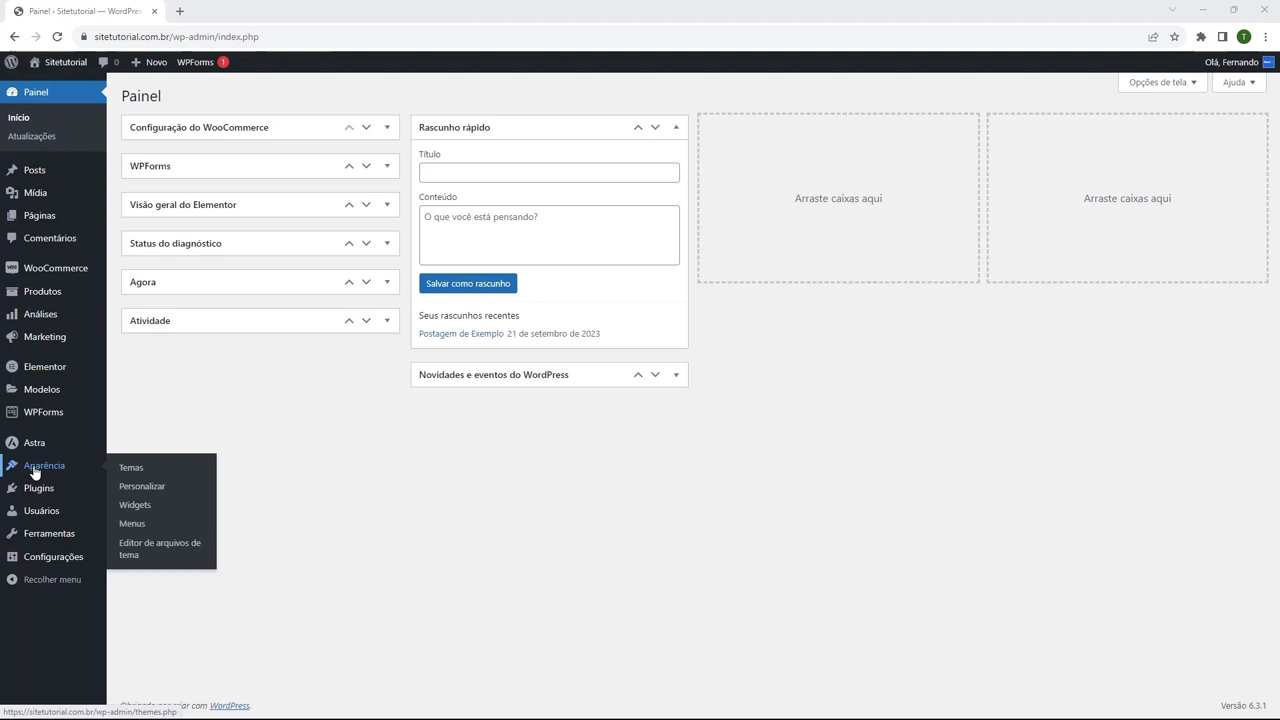 Painel ‹ Sitetutorial — WordPre
sitetutorial.com.br/wp-admin/index.php
T
Sitetutorial
0
Novo
WPForms 1
Olá, Fernando
Opções de tela
Ajuda
Painel
Início
Atualizações
Posts
Mídia
Páginas
Comentários
WooCommerce
Produtos
Análises
Marketing
Elementor
Modelos
WPForms
Astra
Aparência
Plugins
Usuários
Ferramentas
Configurações
Recolher menu
Temas
Personalizar
Widgets
Menus
Editor de arquivos de
tema
Painel
Configuração do WooCommerce
WPForms
Visão geral do Elementor
Status do diagnóstico
Agora
Atividade
Rascunho rápido
Título
Conteúdo
O que você está pensando?
Salvar como rascunho
Seus rascunhos recentes
Postagem de Exemplo 21 de setembro de 2023
Novidades e eventos do WordPress
Arraste caixas aqui
Arraste caixas aqui
Obrigado por criar com WordPress.
Versão 6.3.1
https://sitetutorial.com.br/wp-admin/themes.php